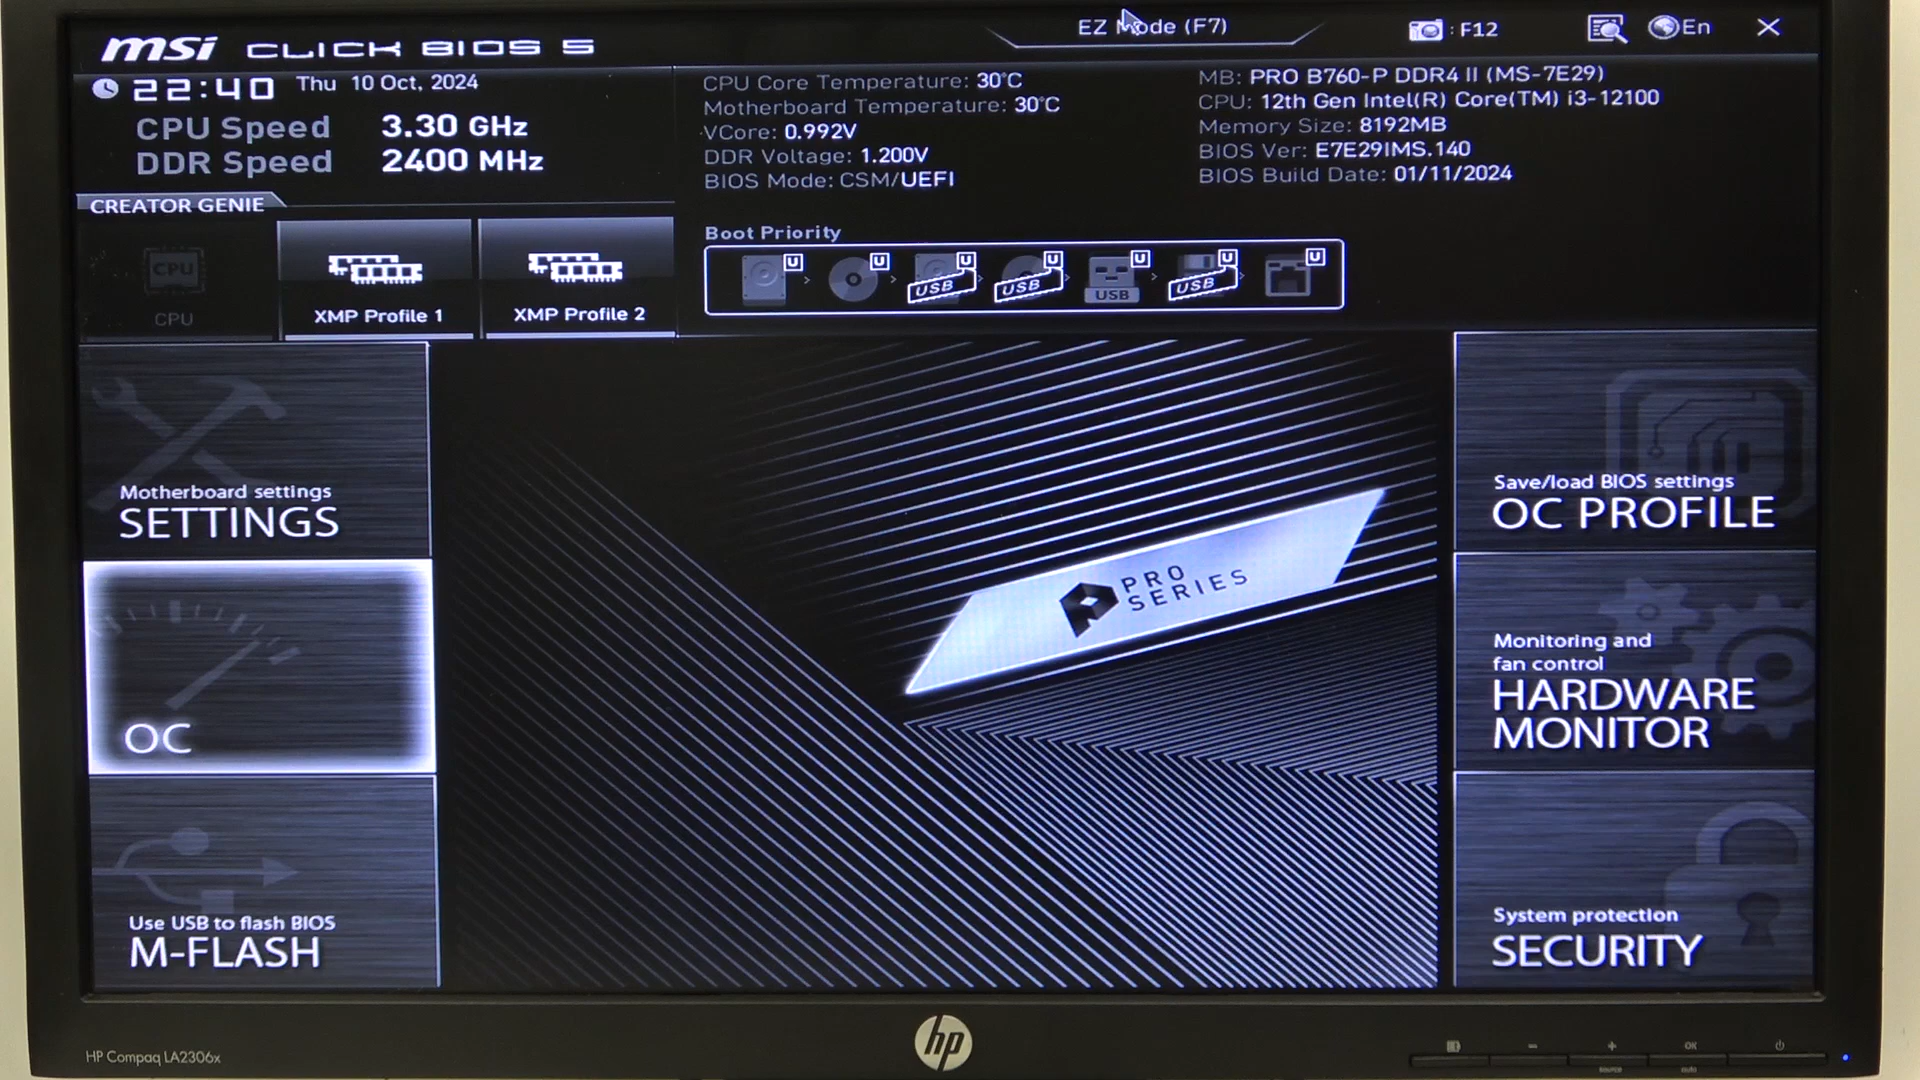 msi CLICK BIOS 5
EZ Mode (F7)
: F12
En
22:40 Thu 10 Oct, 2024
CPU Speed 3.30 GHz
DDR Speed 2400 MHz
CPU Core Temperature: 30°C
Motherboard Temperature: 30°C
VCore: 0.992V
DDR Voltage: 1.200V
BIOS Mode: CSM/UEFI
MB: PRO B760-P DDR4 II (MS-7E29)
CPU: 12th Gen Intel(R) Core(TM) i3-12100
Memory Size: 8192MB
BIOS Ver: E7E29IMS.140
BIOS Build Date: 01/11/2024
CREATOR GENIE
CPU
CPU
XMP Profile 1
XMP Profile 2
Boot Priority
U U U U U U U
USB USB USB USB
Motherboard settings
SETTINGS
OC
Use USB to flash BIOS
M-FLASH
PRO
SERIES
Save/load BIOS settings
OC PROFILE
Monitoring and
fan control
HARDWARE
MONITOR
System protection
SECURITY
HP Compaq LA2306x
hp
OK
source
auto